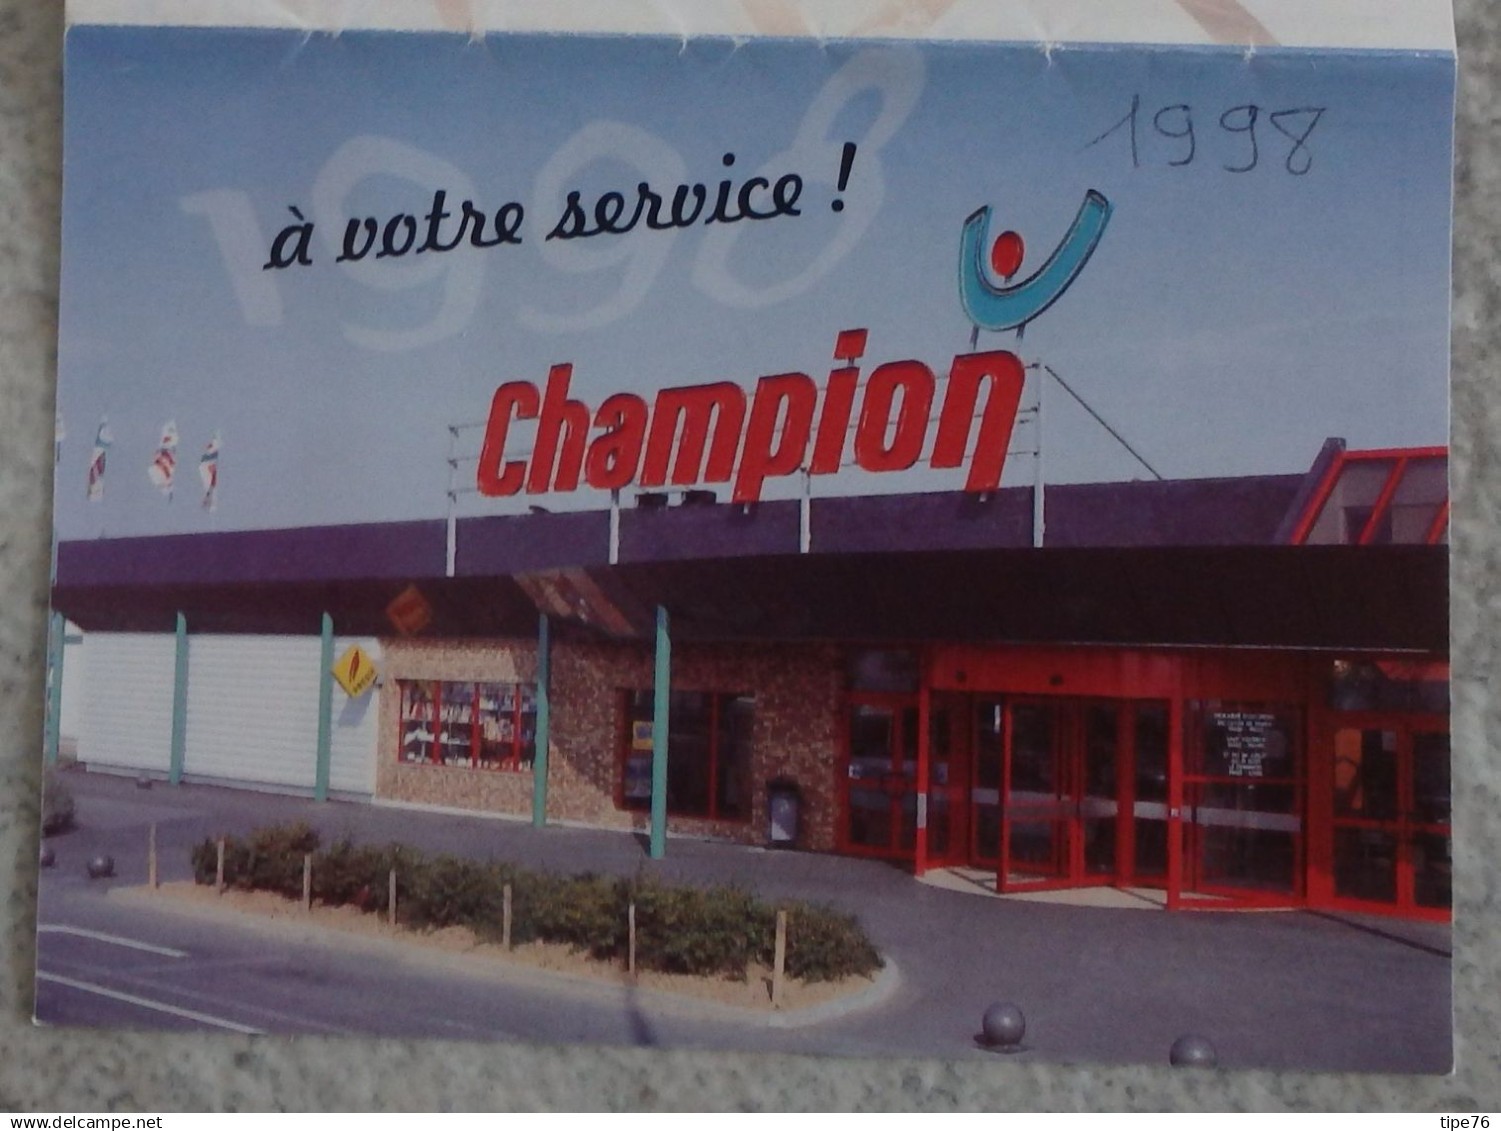 1998
1998
à votre service !
Champion
www.delcampe.net
tipe76